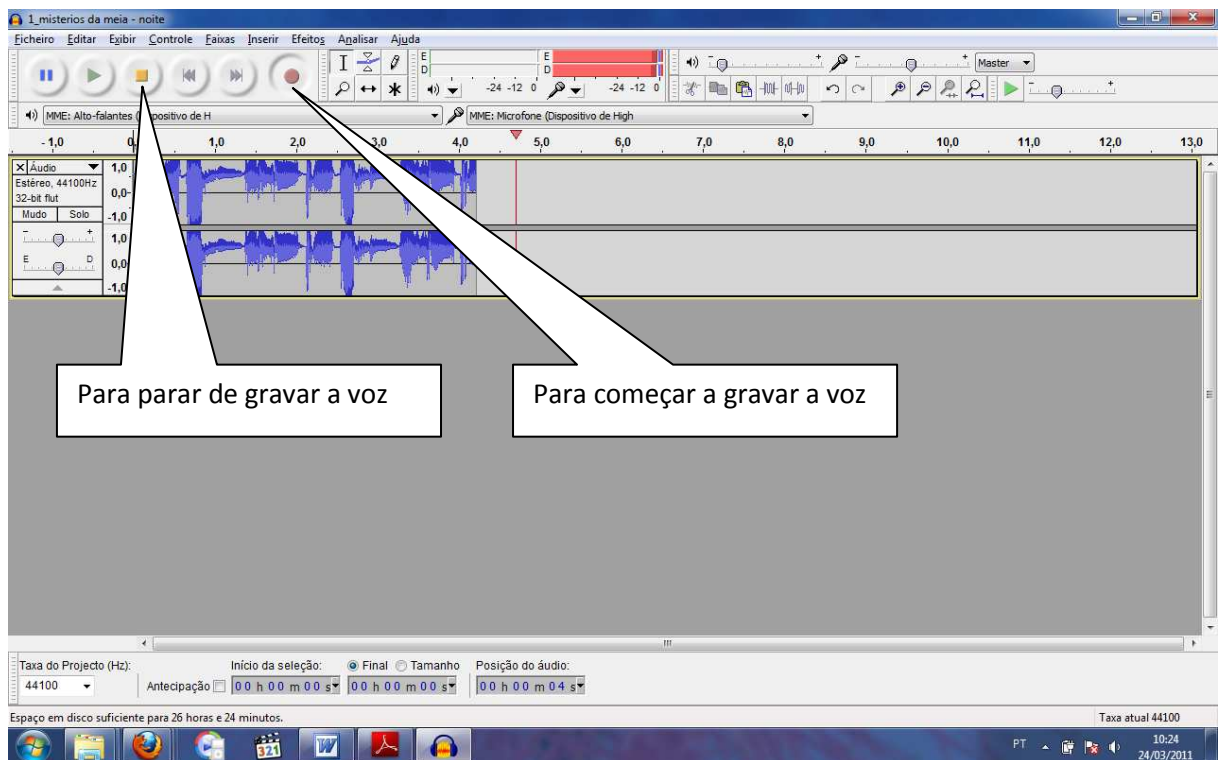 1_misterios da meia - noite
Ficheiro Editar Exibir Controle Faixas Inserir Efeitos Analisar Ajuda
E E
D D
-24 -12 0 -24 -12 0
- + - + Master
- +
MME: Alto-falantes ( positivo de H MME: Microfone (Dispositivo de High
- 1,0 0, 1,0 2,0 3,0 4,0 5,0 6,0 7,0 8,0 9,0 10,0 11,0 12,0 13,0
X Áudio
Estéreo, 44100Hz
32-bit flut
Mudo Solo
- +
E D
1,0
0,0
-1,0
1,0
0,0
-1,0
Para parar de gravar a voz
Para começar a gravar a voz
Taxa do Projecto (Hz): Início da seleção: Final Tamanho Posição do áudio:
44100 Antecipação 00 h 00 m 00 s 00 h 00 m 00 s 00 h 00 m 04 s
Espaço em disco suficiente para 26 horas e 24 minutos. Taxa atual 44100
321 W PT 10:24
24/03/2011